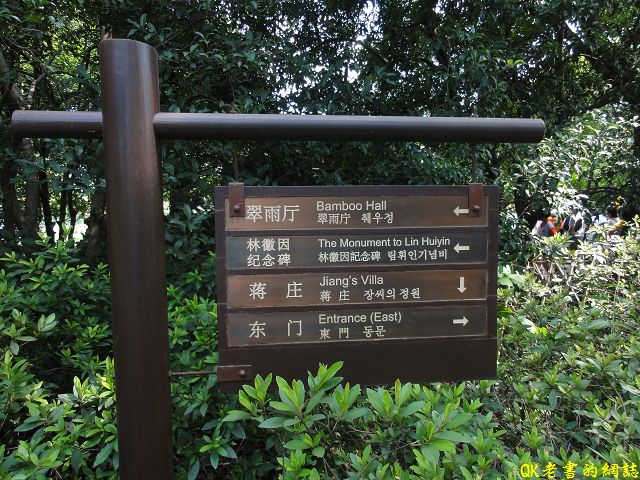 翠雨厅 Bamboo Hall ←
翠雨庁 췌우정
林徽因 The Monument to Lin Huiyin ←
纪念碑 林徽因記念碑 림휘인기념비
蒋 庄 Jiang's Villa ↓
蒋 庄 장씨의 정원
东 门 Entrance (East) →
東 門 동문
QK老書的網誌